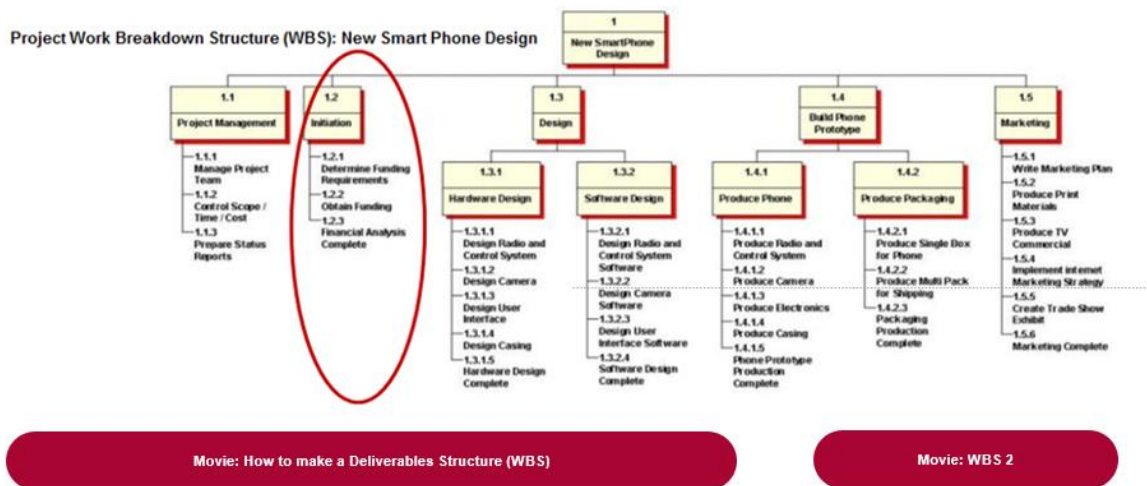 Project Work Breakdown Structure (WBS): New Smart Phone Design
1
New SmartPhone
Design
1.1
Project Management
1.1.1
Manage Project
Team
1.1.2
Control Scope /
Time / Cost
1.1.3
Prepare Status
Reports
1.2
Initiation
1.2.1
Determine Funding
Requirements
1.2.2
Obtain Funding
1.2.3
Financial Analysis
Complete
1.3
Design
1.3.1
Hardware Design
1.3.1.1
Design Radio and
Control System
1.3.1.2
Design Camera
1.3.1.3
Design User
Interface
1.3.1.4
Design Casing
1.3.1.5
Hardware Design
Complete
1.3.2
Software Design
1.3.2.1
Design Radio and
Control System
Software
1.3.2.2
Design Camera
Software
1.3.2.3
Design User
Interface Software
1.3.2.4
Software Design
Complete
1.4
Build Phone
Prototype
1.4.1
Produce Phone
1.4.1.1
Produce Radio and
Control System
1.4.1.2
Produce Camera
1.4.1.3
Produce Electronics
1.4.1.4
Produce Casing
1.4.1.5
Phone Prototype
Production
Complete
1.4.2
Produce Packaging
1.4.2.1
Produce Single Box
for Phone
1.4.2.2
Produce Multi Pack
for Shipping
1.4.2.3
Packaging
Production
Complete
1.5
Marketing
1.5.1
Write Marketing Plan
1.5.2
Produce Print
Materials
1.5.3
Produce TV
Commercial
1.5.4
Implement internet
Marketing Strategy
1.5.5
Create Trade Show
Exhibit
1.5.6
Marketing Complete
Movie: How to make a Deliverables Structure (WBS)
Movie: WBS 2